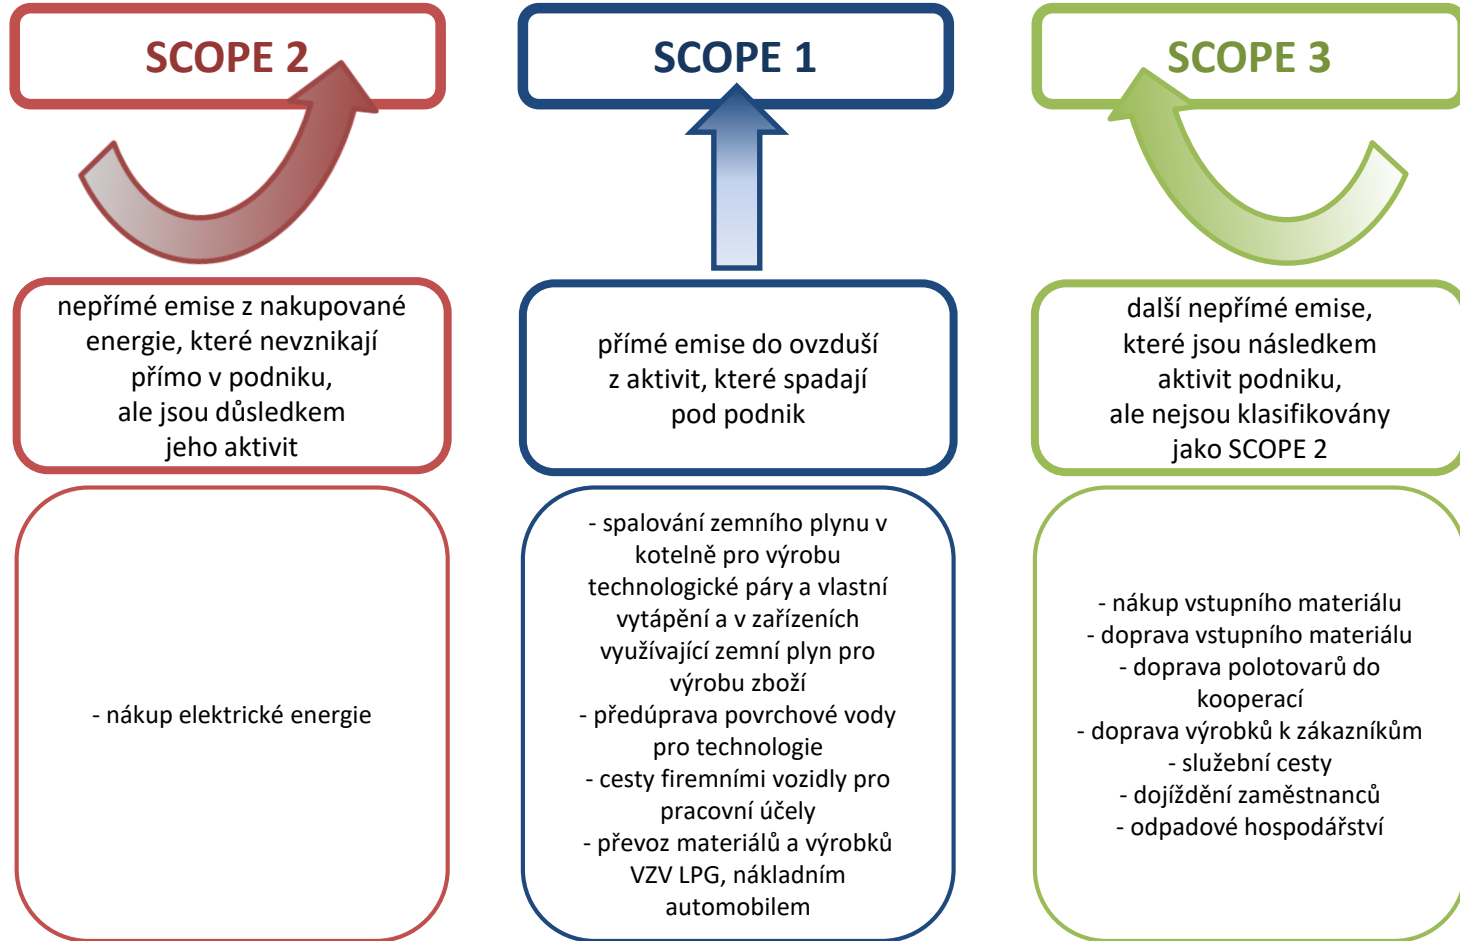 SCOPE 2
nepřímé emise z nakupované
energie, které nevznikají
přímo v podniku,
ale jsou důsledkem
jeho aktivit
- nákup elektrické energie
SCOPE 1
přímé emise do ovzduší
z aktivit, které spadají
pod podnik
- spalování zemního plynu v
kotelně pro výrobu
technologické páry a vlastní
vytápění a v zařízeních
využívající zemní plyn pro
výrobu zboží
- předúprava povrchové vody
pro technologie
- cesty firemními vozidly pro
pracovní účely
- převoz materiálů a výrobků
VZV LPG, nákladním
automobilem
SCOPE 3
další nepřímé emise,
které jsou následkem
aktivit podniku,
ale nejsou klasifikovány
jako SCOPE 2
- nákup vstupního materiálu
- doprava vstupního materiálu
- doprava polotovarů do
kooperací
- doprava výrobků k zákazníkům
- služební cesty
- dojíždění zaměstnanců
- odpadové hospodářství